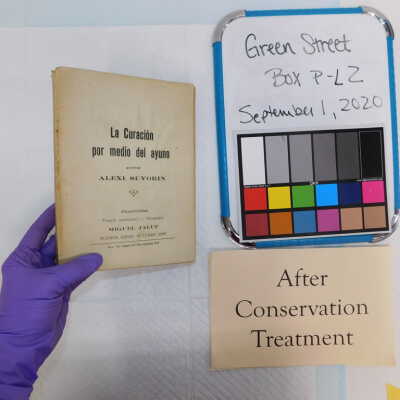 Green Street
Box P-LZ
September 1, 2020
La Curación
por medio del ayuno
ALEXI SUVORIN
MIGUEL JALUF
After
Conservation
Treatment